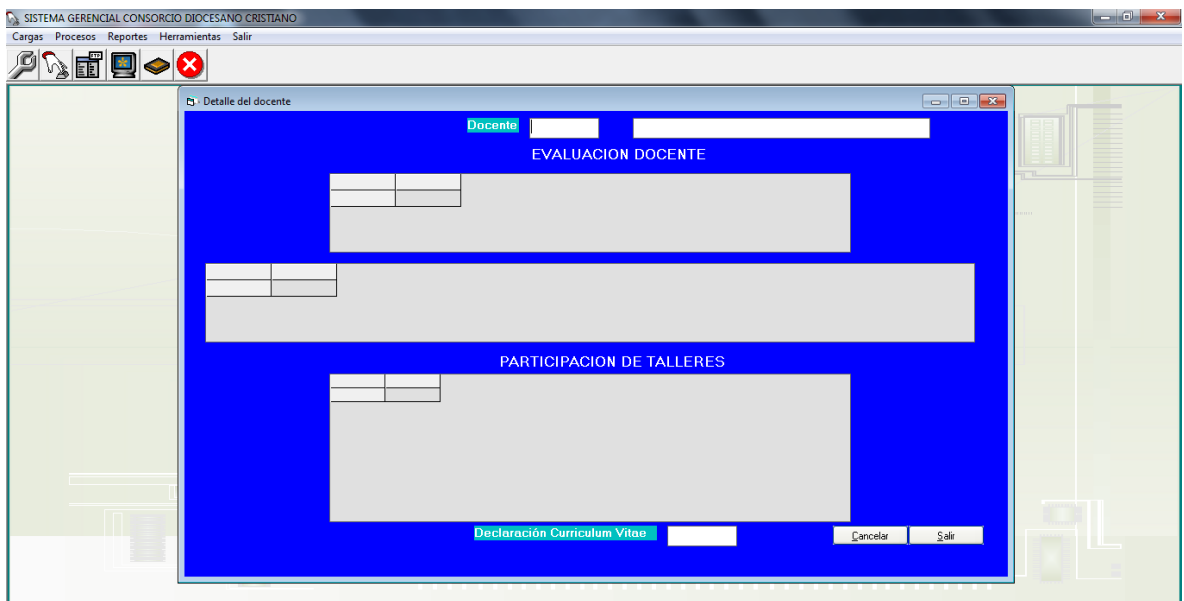 SISTEMA GERENCIAL CONSORCIO DIOCESANO CRISTIANO
Cargas Procesos Reportes Herramientas Salir
Detalle del docente
Docente
EVALUACION DOCENTE
PARTICIPACION DE TALLERES
Declaración Curriculum Vitae
Cancelar Salir